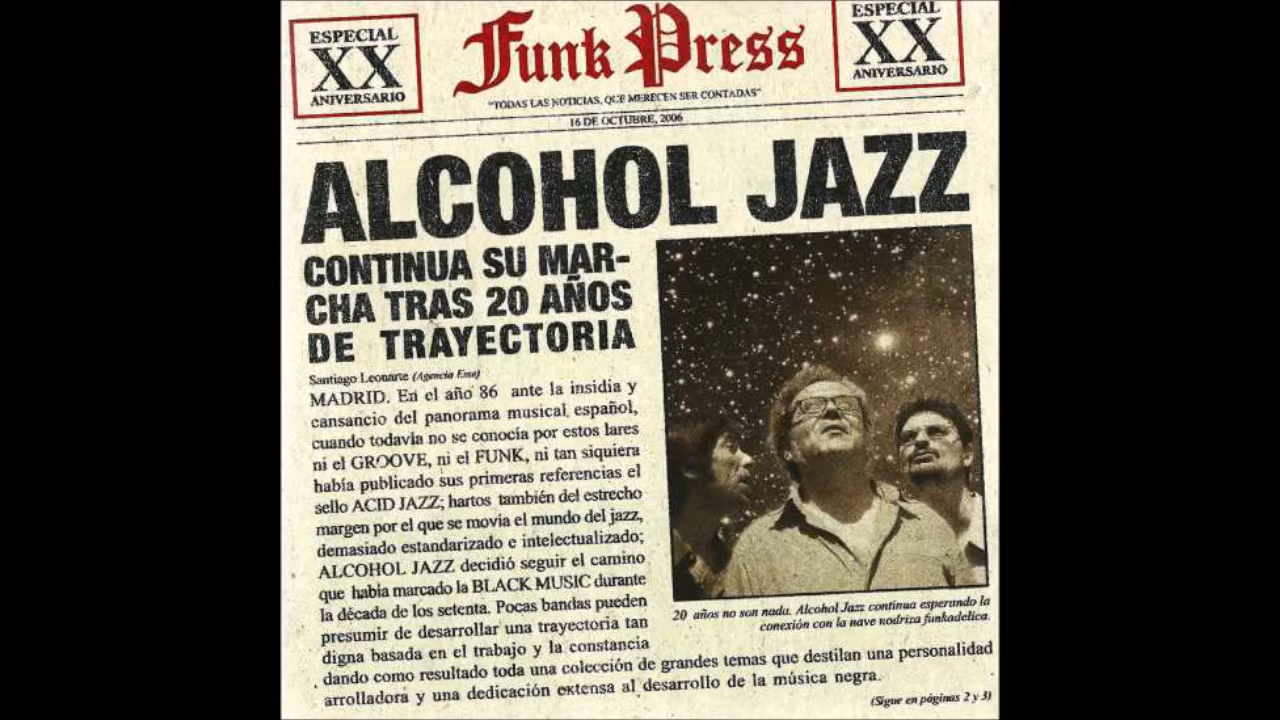 ESPECIAL
XX
ANIVERSARIO
Funk Press
ESPECIAL
XX
ANIVERSARIO
"TODAS LAS NOTICIAS, QUE MERECEN SER CONTADAS"
16 DE OCTUBRE, 2006
ALCOHOL JAZZ
CONTINUA SU MAR-
CHA TRAS 20 AÑOS
DE TRAYECTORIA
Santiago Leonarte (Agencia Eme)
MADRID. En el año 86 ante la insidia y
cansancio del panorama musical español,
cuando todavía no se conocía por estos lares
ni el GROOVE, ni el FUNK, ni tan siquiera
había publicado sus primeras referencias el
sello ACID JAZZ; hartos también del estrecho
margen por el que se movia el mundo del jazz,
demasiado estandarizado e intelectualizado;
ALCOHOL JAZZ decidió seguir el camino
que había marcado la BLACK MUSIC durante
la década de los setenta. Pocas bandas pueden
presumir de desarrollar una trayectoria tan
digna basada en el trabajo y la constancia
dando como resultado toda una colección de grandes temas que destilan una personalidad
arrolladora y una dedicación extensa al desarrollo de la música negra.
20 años no son nada. Alcohol Jazz continua esperando la
conexión con la nave nodriza funkadelica.
(Sigue en páginas 2 y 3)